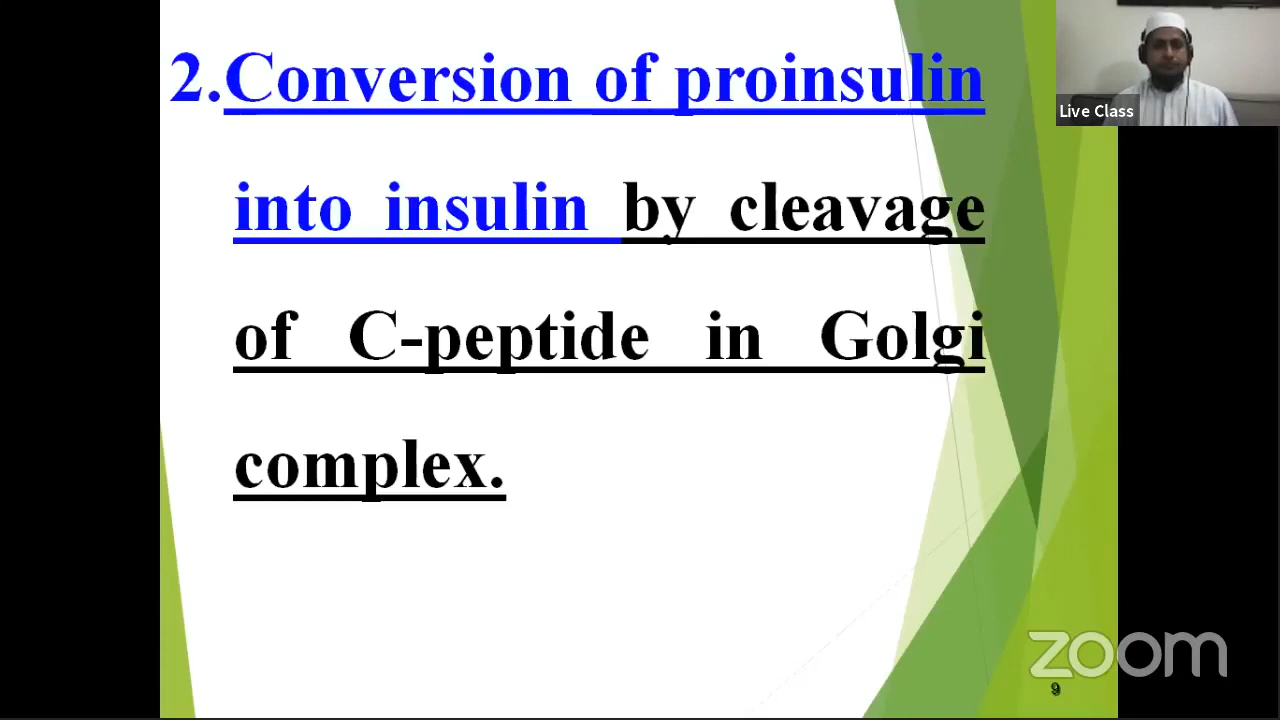 2.Conversion of proinsulin
into insulin by cleavage
of C-peptide in Golgi
complex.
Live Class
zoom
9